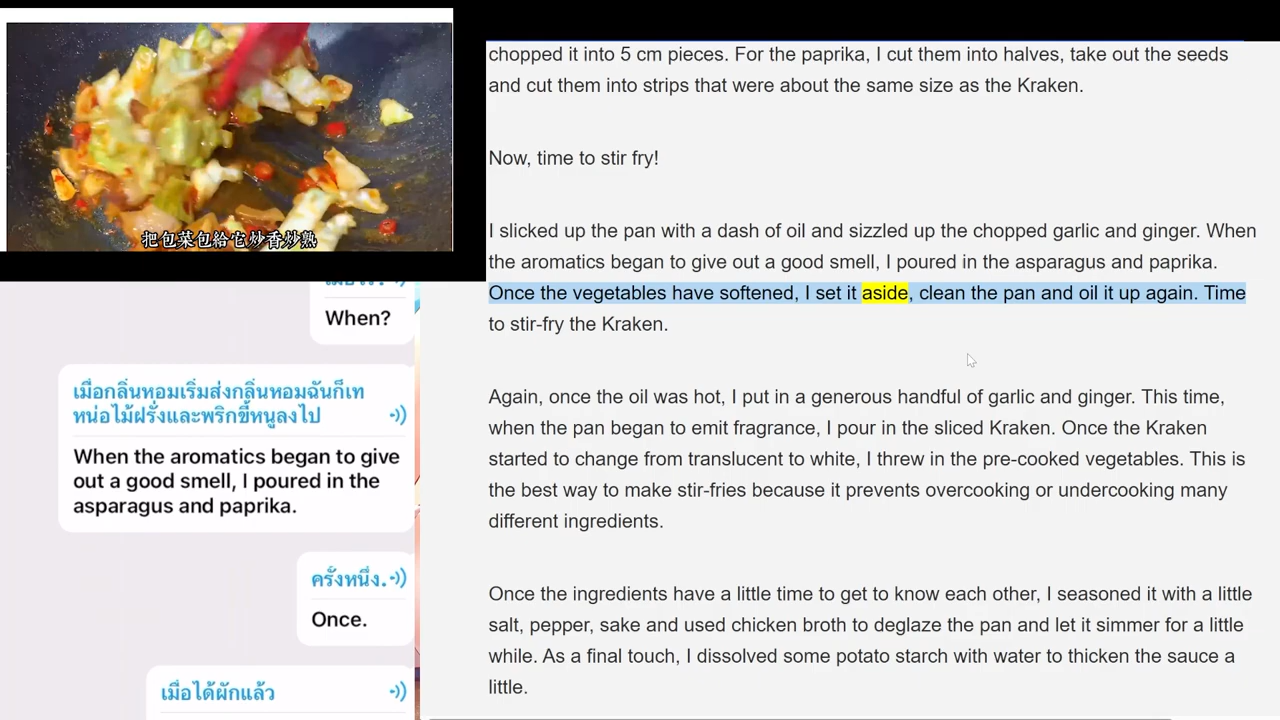 把包菜包給它炒香炒熟
When?
เมื่อกลิ่นหอมเริ่มส่งกลิ่นหอมฉันก็เท
หน่อไม้ฝรั่งและพริกขี้หนูลงไป
When the aromatics began to give
out a good smell, I poured in the
asparagus and paprika.
ครั้งหนึ่ง.
Once.
เมื่อได้ผักแล้ว
chopped it into 5 cm pieces. For the paprika, I cut them into halves, take out the seeds
and cut them into strips that were about the same size as the Kraken.
Now, time to stir fry!
I slicked up the pan with a dash of oil and sizzled up the chopped garlic and ginger. When
the aromatics began to give out a good smell, I poured in the asparagus and paprika.
Once the vegetables have softened, I set it aside, clean the pan and oil it up again. Time
to stir-fry the Kraken.
Again, once the oil was hot, I put in a generous handful of garlic and ginger. This time,
when the pan began to emit fragrance, I pour in the sliced Kraken. Once the Kraken
started to change from translucent to white, I threw in the pre-cooked vegetables. This is
the best way to make stir-fries because it prevents overcooking or undercooking many
different ingredients.
Once the ingredients have a little time to get to know each other, I seasoned it with a little
salt, pepper, sake and used chicken broth to deglaze the pan and let it simmer for a little
while. As a final touch, I dissolved some potato starch with water to thicken the sauce a
little.